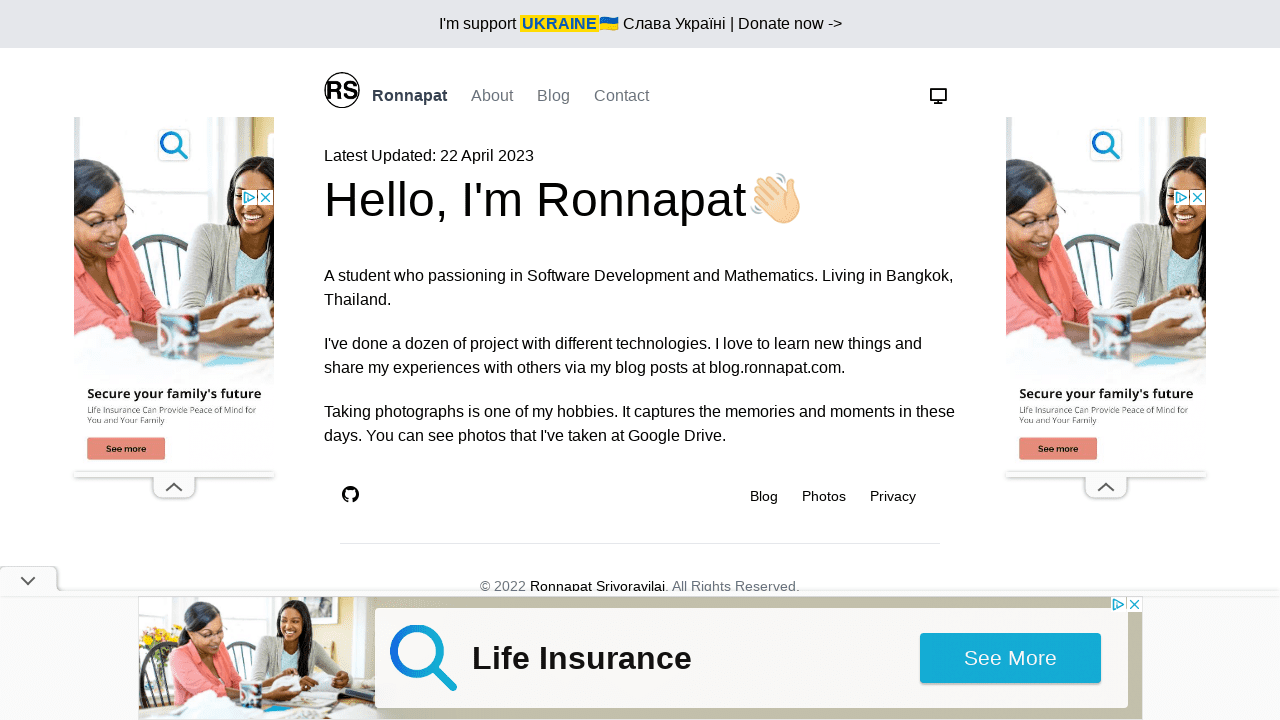 I'm support UKRAINE🇺🇦 Слава Україні | Donate now ->
RS
Ronnapat About Blog Contact
Latest Updated: 22 April 2023
Hello, I'm Ronnapat👋🏻
A student who passioning in Software Development and Mathematics. Living in Bangkok,
Thailand.
I've done a dozen of project with different technologies. I love to learn new things and
share my experiences with others via my blog posts at blog.ronnapat.com.
Taking photographs is one of my hobbies. It captures the memories and moments in these
days. You can see photos that I've taken at Google Drive.
Blog Photos Privacy
© 2022 Ronnapat Srivoravilai. All Rights Reserved.
Secure your family's future
Life Insurance Can Provide Peace of Mind for
You and Your Family
See more
Secure your family's future
Life Insurance Can Provide Peace of Mind for
You and Your Family
See more
Life Insurance
See More